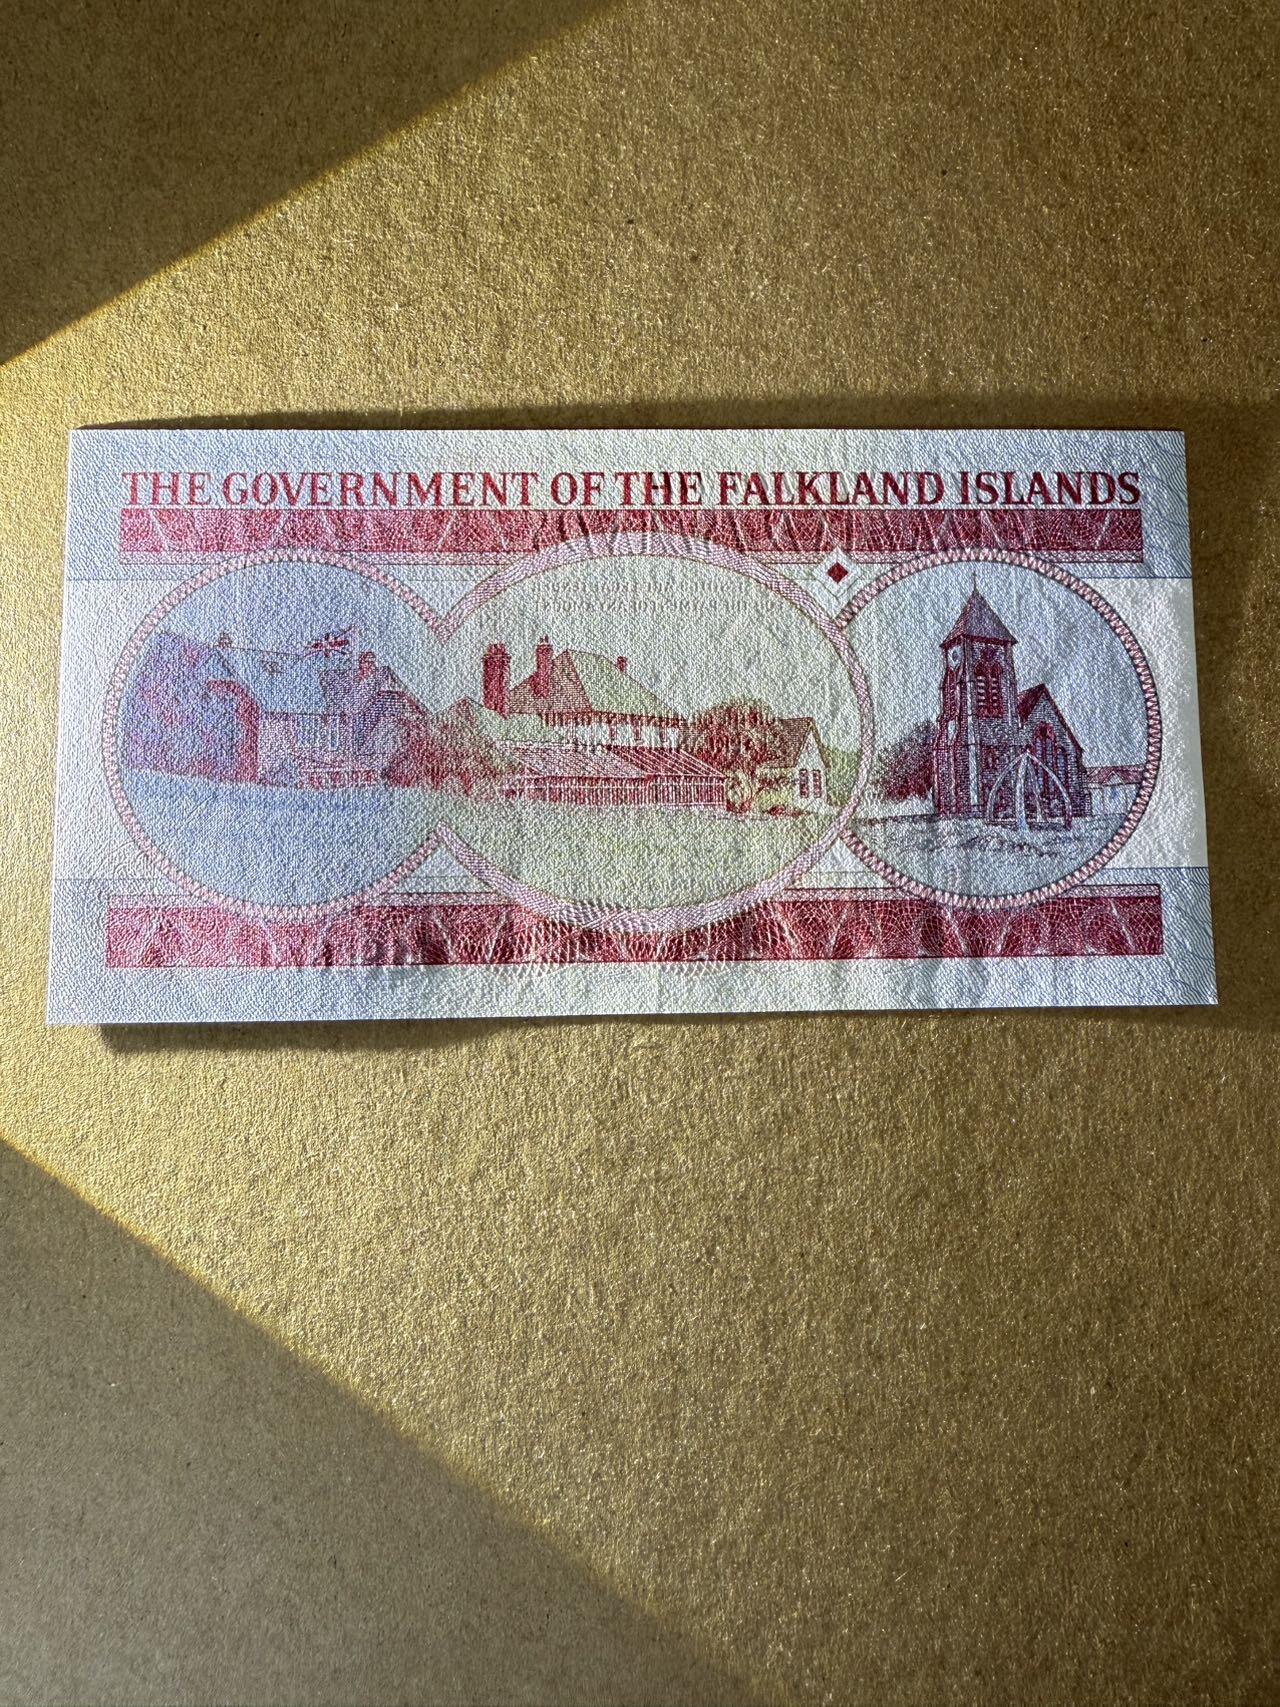 THE GOVERNMENT OF THE FALKLAND ISLANDS